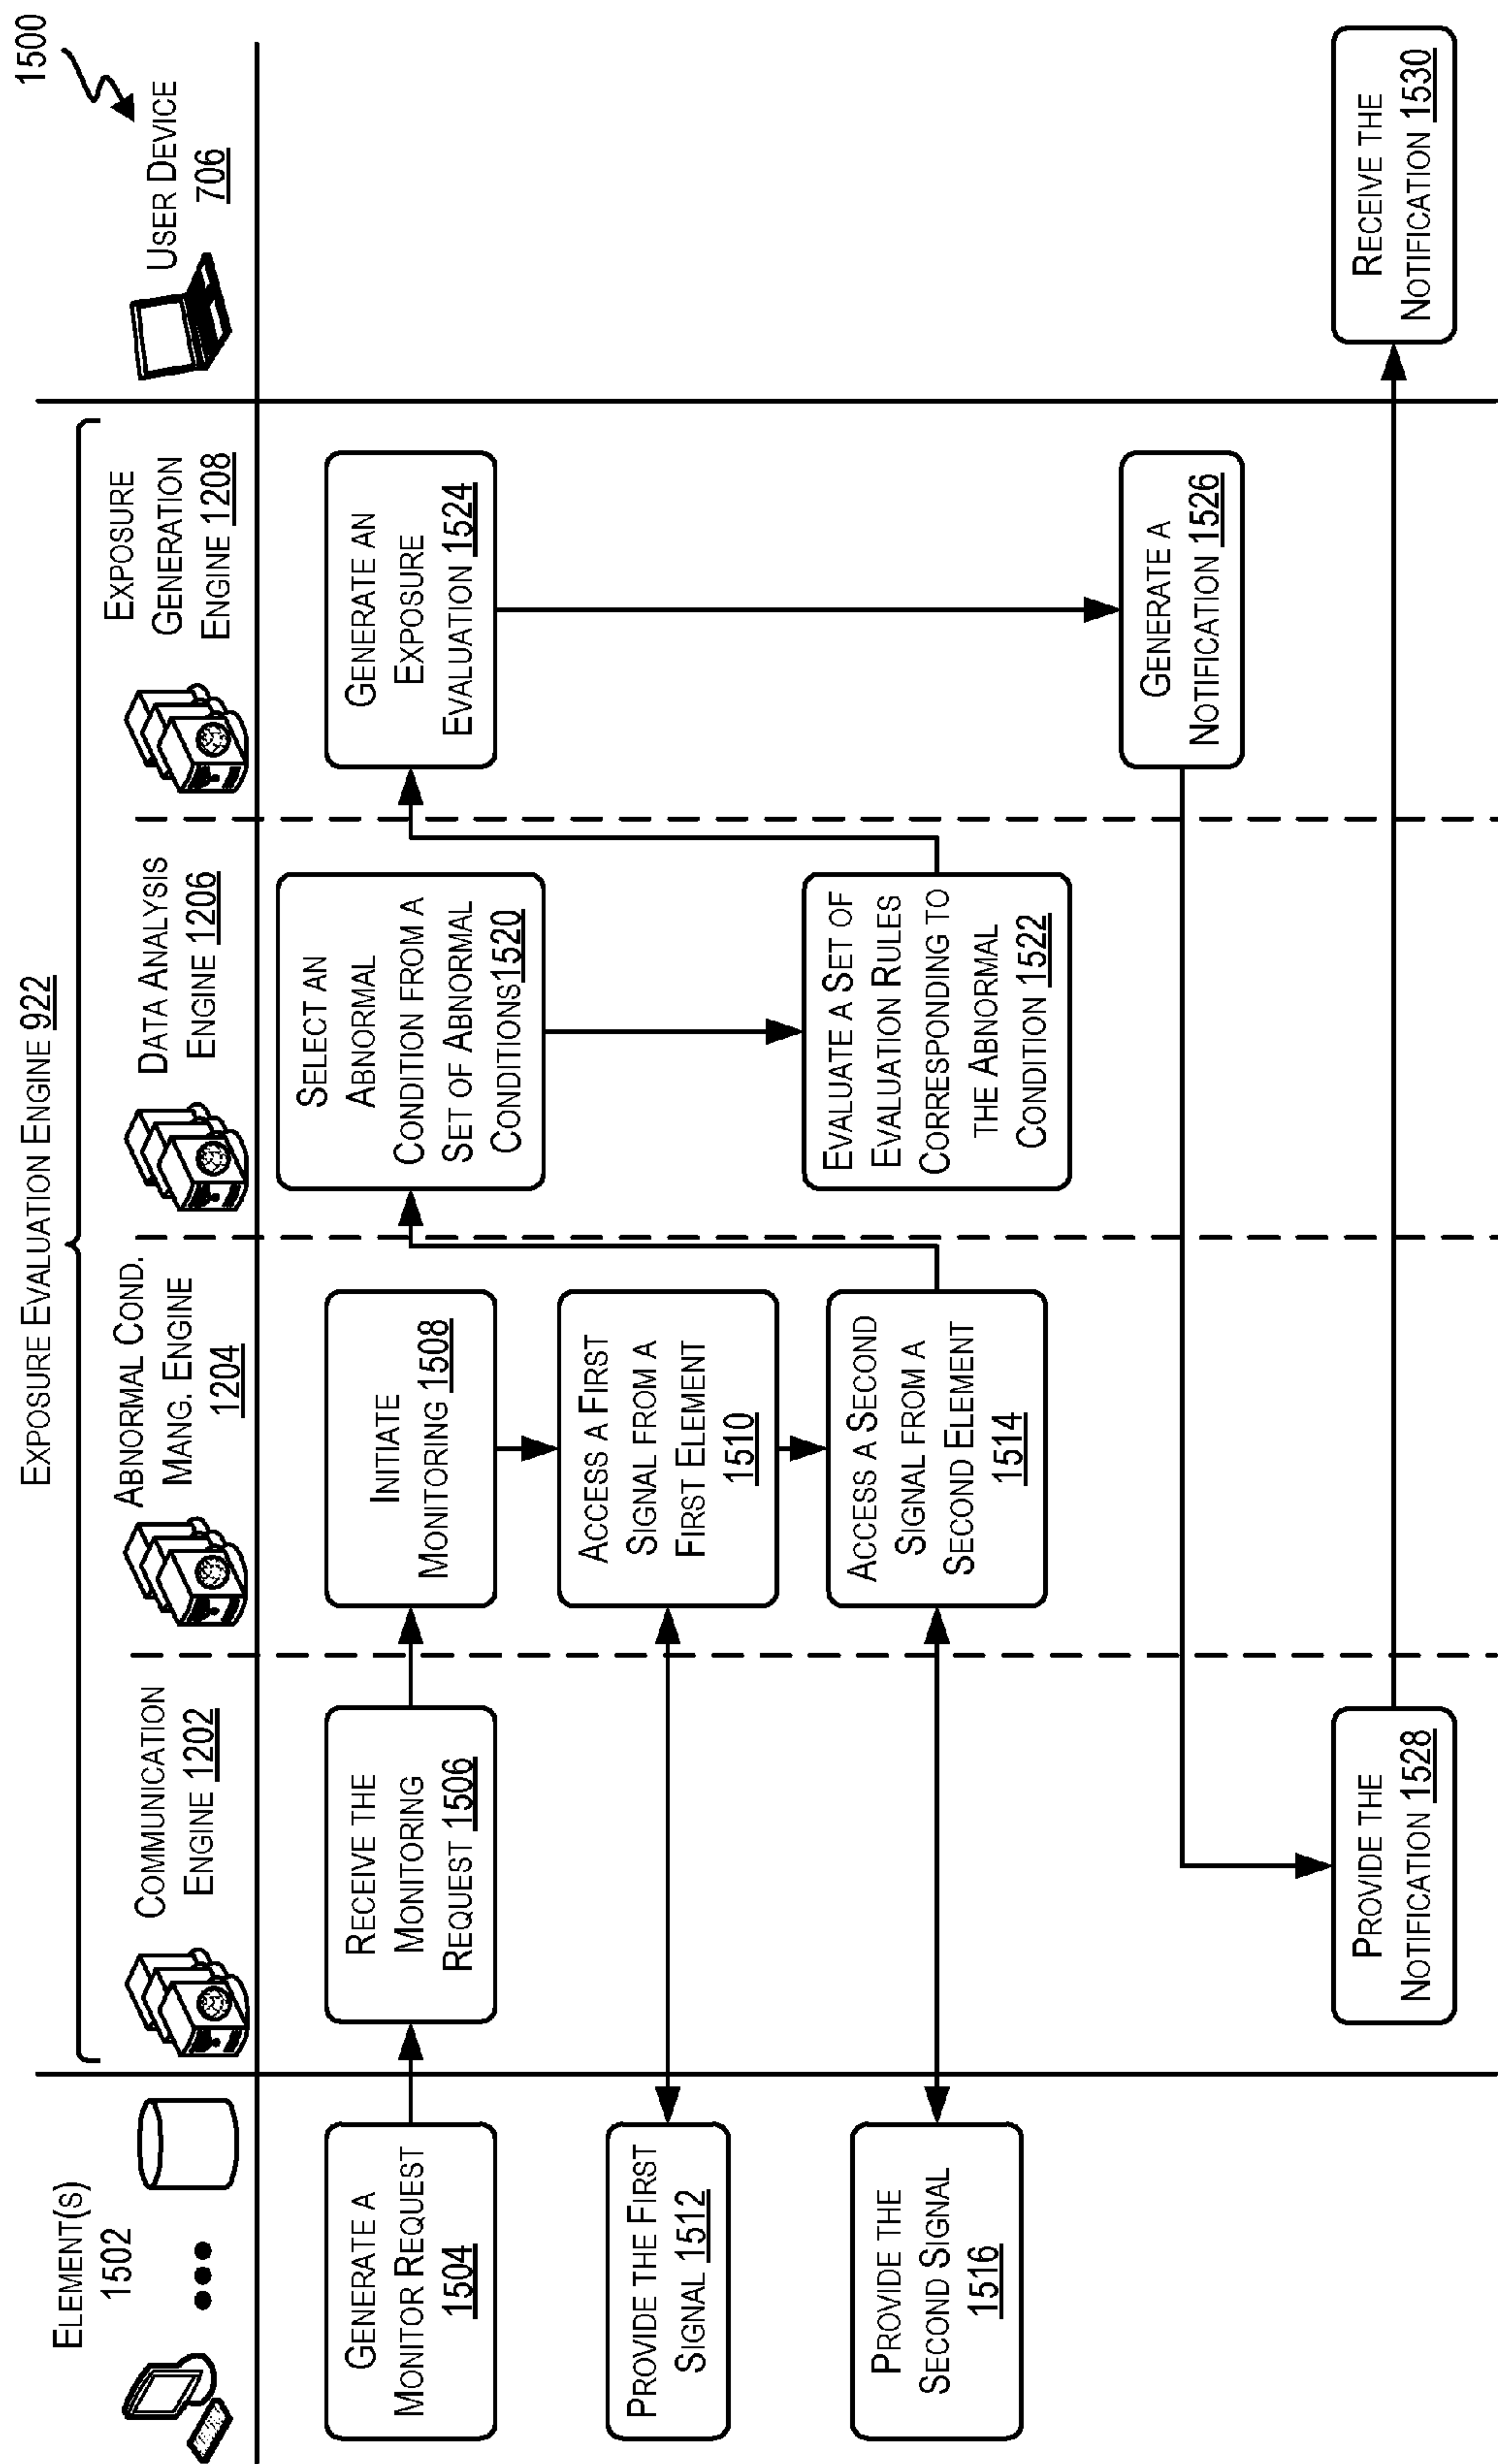 1500
EXPOSURE EVALUATION ENGINE 922
ELEMENT(S)
1502
COMMUNICATION
ENGINE 1202
ABNORMAL COND.
MANG. ENGINE
1204
DATA ANALYSIS
ENGINE 1206
EXPOSURE
GENERATION
ENGINE 1208
USER DEVICE
706
GENERATE A
MONITOR REQUEST
1504
RECEIVE THE
MONITORING
REQUEST 1506
INITIATE
MONITORING 1508
SELECT AN
ABNORMAL
CONDITION FROM A
SET OF ABNORMAL
CONDITIONS1520
GENERATE AN
EXPOSURE
EVALUATION 1524
PROVIDE THE FIRST
SIGNAL 1512
ACCESS A FIRST
SIGNAL FROM A
FIRST ELEMENT
1510
PROVIDE THE
SECOND SIGNAL
1516
ACCESS A SECOND
SIGNAL FROM A
SECOND ELEMENT
1514
EVALUATE A SET OF
EVALUATION RULES
CORRESPONDING TO
THE ABNORMAL
CONDITION 1522
GENERATE A
NOTIFICATION 1526
PROVIDE THE
NOTIFICATION 1528
RECEIVE THE
NOTIFICATION 1530